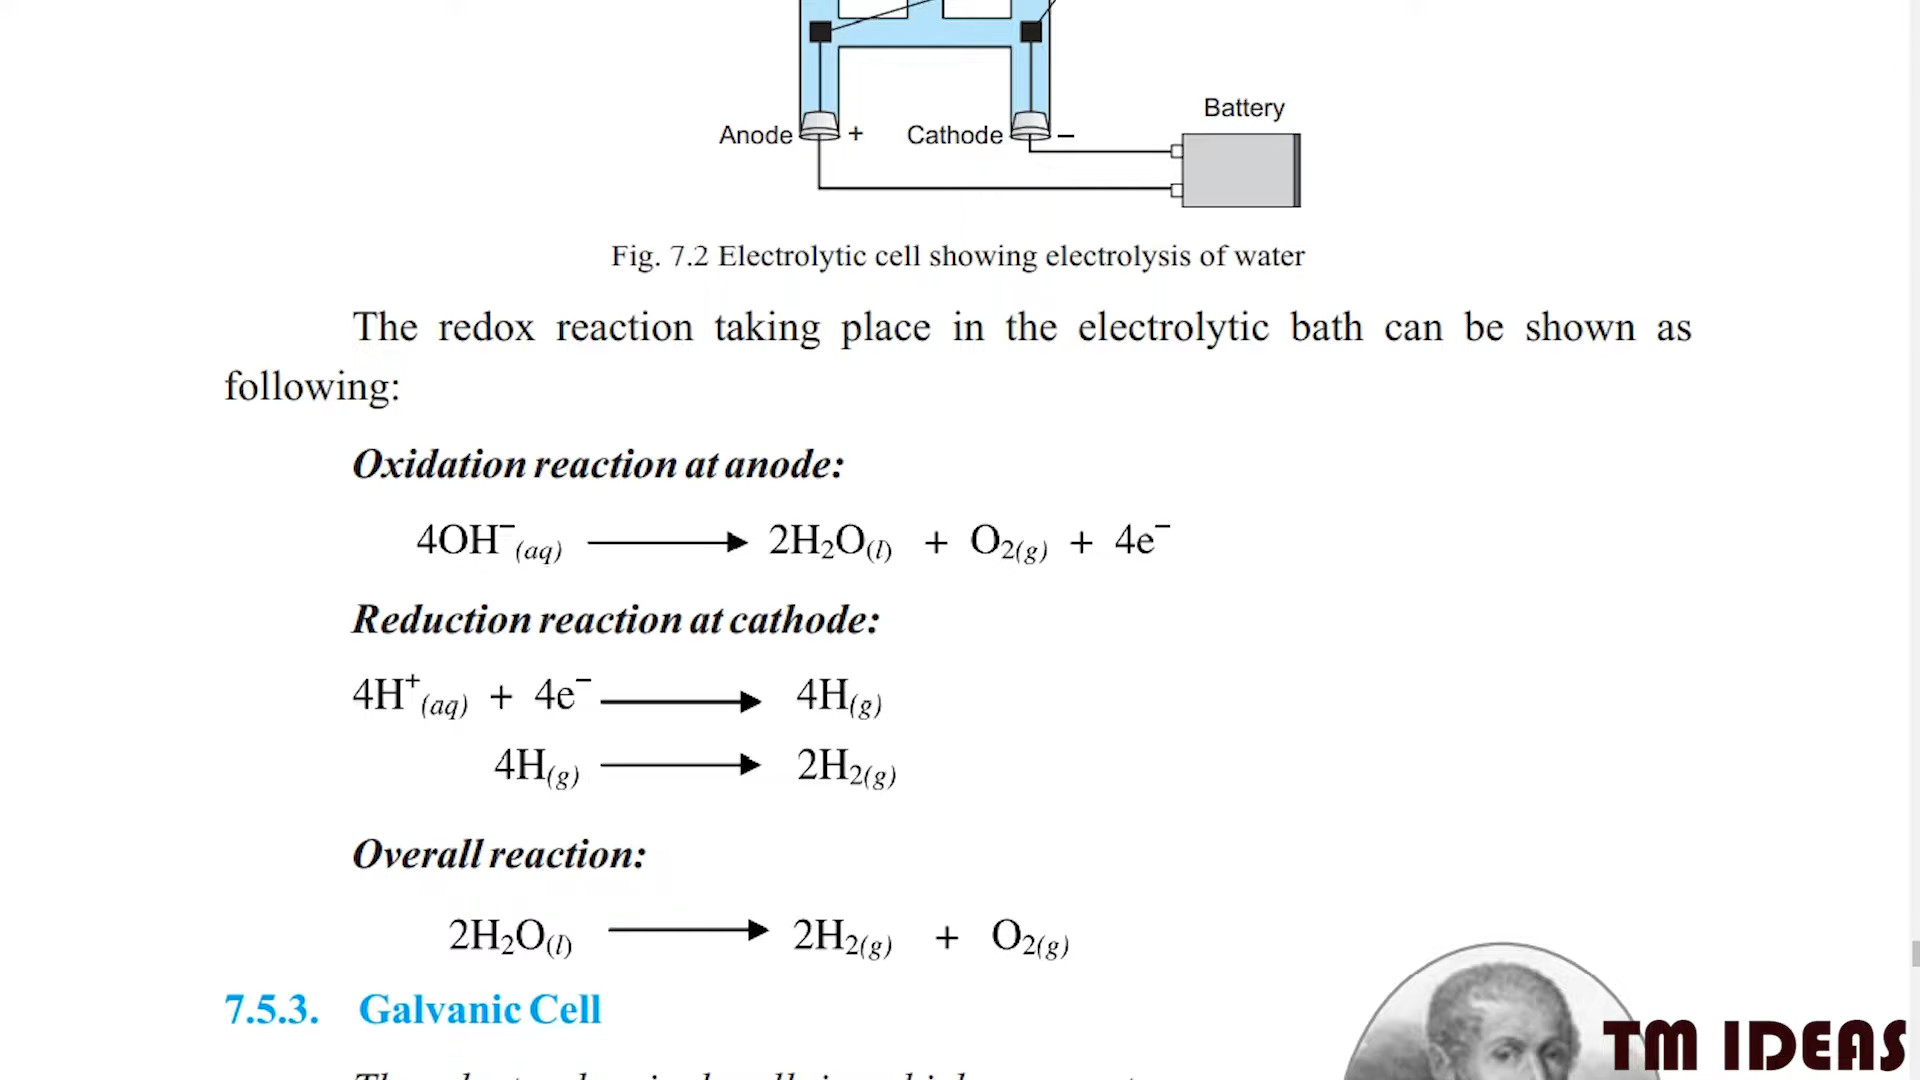 Battery
Anode + Cathode –
Fig. 7.2 Electrolytic cell showing electrolysis of water
The redox reaction taking place in the electrolytic bath can be shown as
following:
Oxidation reaction at anode:
4OH⁻(aq) ⟶ 2H₂O(l) + O₂(g) + 4e⁻
Reduction reaction at cathode:
4H⁺(aq) + 4e⁻ ⟶ 4H(g)
4H(g) ⟶ 2H₂(g)
Overall reaction:
2H₂O(l) ⟶ 2H₂(g) + O₂(g)
7.5.3. Galvanic Cell
TM IDEAS